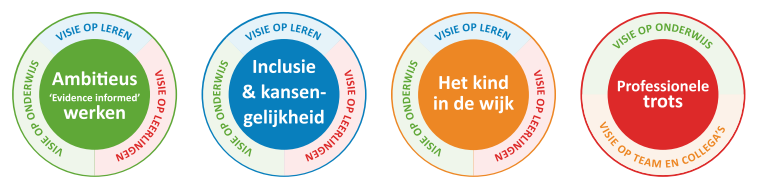 VISIE OP LEREN
VISIE OP ONDERWIJS
VISIE OP LEERLINGEN
Ambitieus
'Evidence informed'
werken
VISIE OP LEREN
VISIE OP ONDERWIJS
VISIE OP LEERLINGEN
Inclusie
& kansen-
gelijkheid
VISIE OP LEREN
VISIE OP ONDERWIJS
VISIE OP LEERLINGEN
Het kind
in de wijk
VISIE OP ONDERWIJS
Professionele
trots
VISIE OP TEAM EN COLLEGA'S